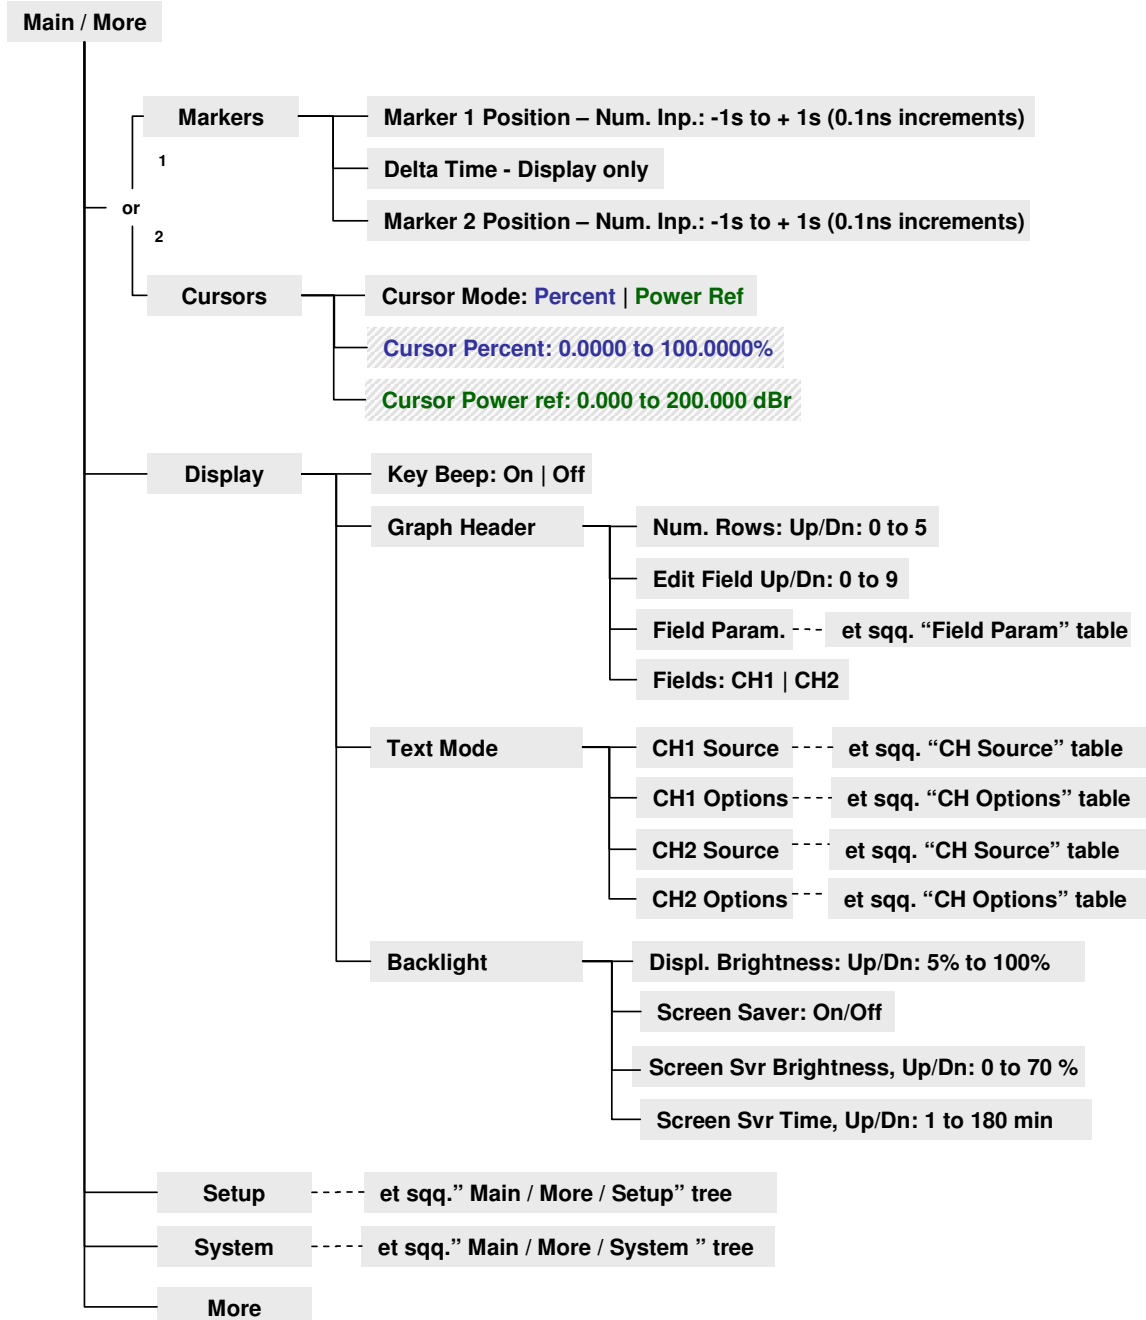 Main / More
Markers
Marker 1 Position – Num. Inp.: -1s to + 1s (0.1ns increments)
1
Delta Time - Display only
or
Marker 2 Position – Num. Inp.: -1s to + 1s (0.1ns increments)
2
Cursors
Cursor Mode: Percent | Power Ref
Cursor Percent: 0.0000 to 100.0000%
Cursor Power ref: 0.000 to 200.000 dBr
Display
Key Beep: On | Off
Graph Header
Num. Rows: Up/Dn: 0 to 5
Edit Field Up/Dn: 0 to 9
Field Param.
et sqq. “Field Param” table
Fields: CH1 | CH2
Text Mode
CH1 Source
et sqq. “CH Source” table
CH1 Options
et sqq. “CH Options” table
CH2 Source
et sqq. “CH Source” table
CH2 Options
et sqq. “CH Options” table
Backlight
Displ. Brightness: Up/Dn: 5% to 100%
Screen Saver: On/Off
Screen Svr Brightness, Up/Dn: 0 to 70 %
Screen Svr Time, Up/Dn: 1 to 180 min
Setup
et sqq.” Main / More / Setup” tree
System
et sqq.” Main / More / System ” tree
More